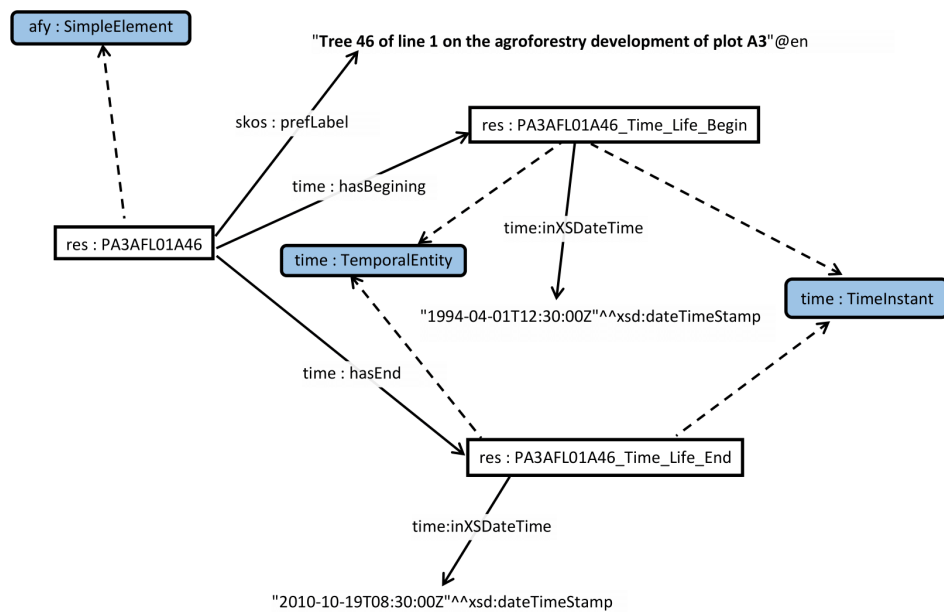 afy : SimpleElement
"Tree 46 of line 1 on the agroforestry development of plot A3"@en
skos : prefLabel
res : PA3AFL01A46_Time_Life_Begin
time : hasBegining
time:inXSDateTime
res : PA3AFL01A46
time : TemporalEntity
time : TimeInstant
"1994-04-01T12:30:00Z"^^xsd:dateTimeStamp
time : hasEnd
res : PA3AFL01A46_Time_Life_End
time:inXSDateTime
"2010-10-19T08:30:00Z"^^xsd:dateTimeStamp